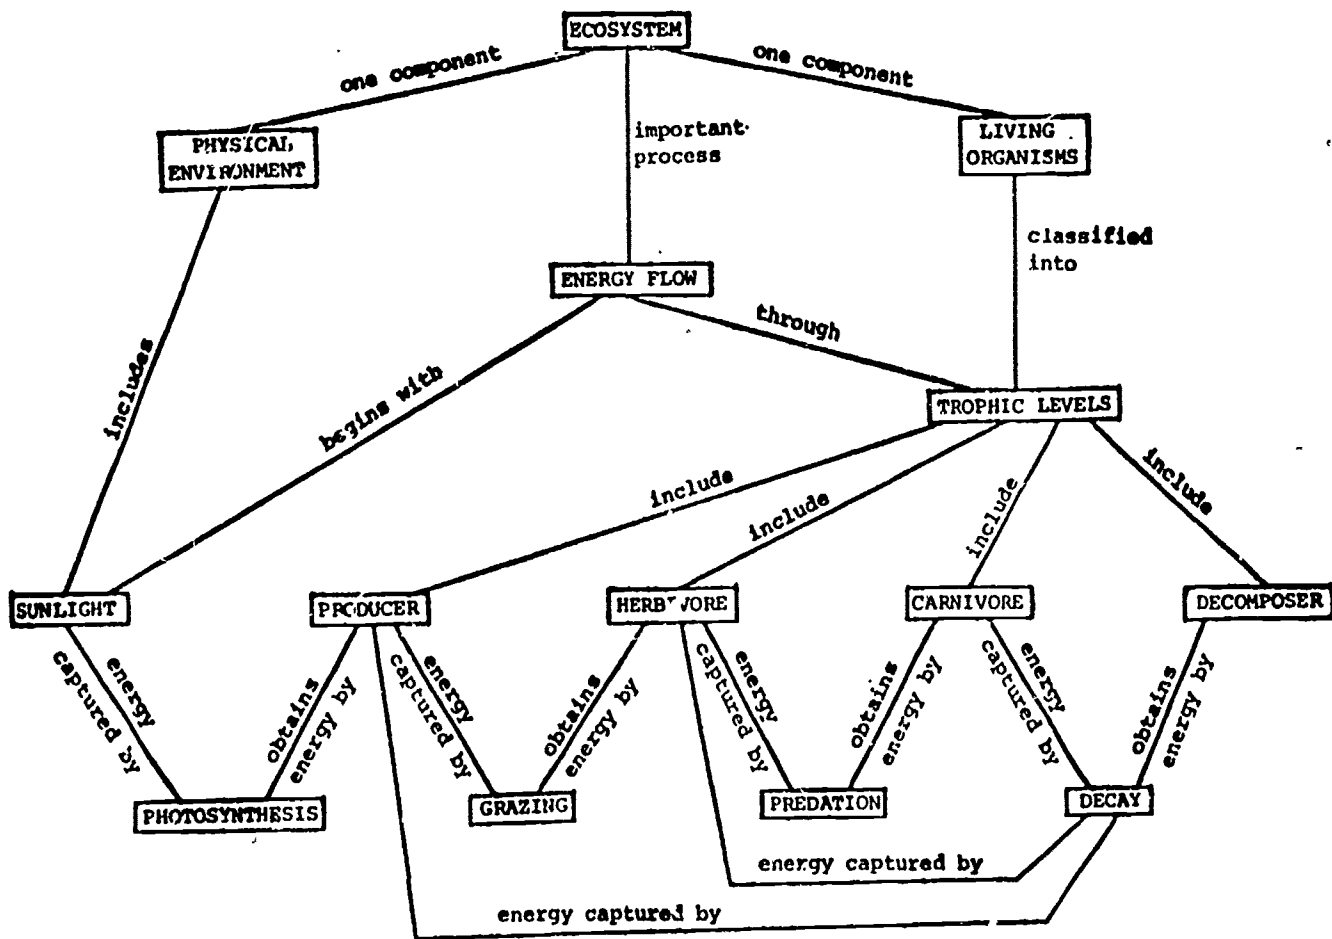 ECOSYSTEM
one component
one component
important
process
PHYSICAL
ENVIRONMENT
LIVING
ORGANISMS
classified
into
ENERGY FLOW
through
includes
begins with
TROPHIC LEVELS
include
include
include
include
SUNLIGHT
PRODUCER
HERBIVORE
CARNIVORE
DECOMPOSER
energy
captured by
obtains
energy by
energy
captured by
obtains
energy by
energy
captured by
obtains
energy by
energy
captured by
obtains
energy by
PHOTOSYNTHESIS
GRAZING
PREDATION
DECAY
energy captured by
energy captured by